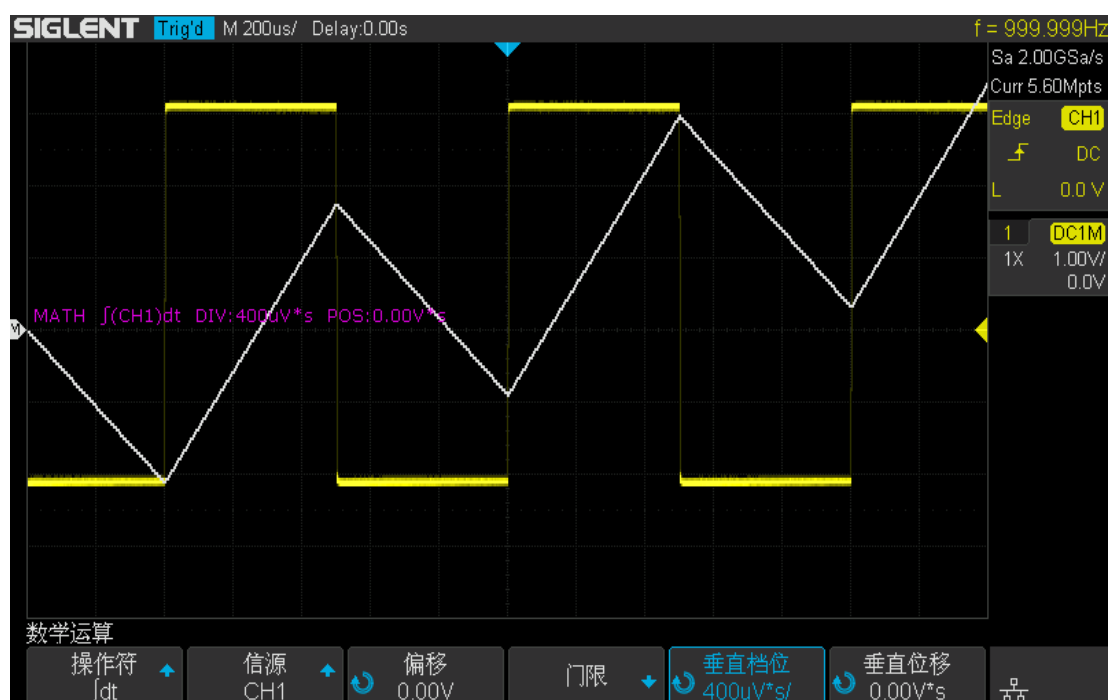 SIGLENT Trig'd M 200us/ Delay:0.00s f = 999.999Hz
Sa 2.00GSa/s
Curr 5.60Mpts
Edge CH1
DC
L 0.0 V
1 DC1M
1X 1.00V/
0.0V
M
MATH ∫(CH1)dt DIV:400uV*s POS:0.00V*s
数学运算
操作符 信源 偏移 门限 垂直档位 垂直位移
∫dt CH1 0.00V 400uV*s/ 0.00V*s